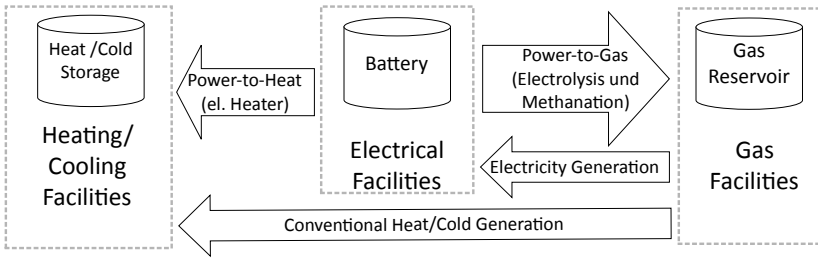 Heat /Cold
Storage
Heating/
Cooling
Facilities
Power-to-Heat
(el. Heater)
Battery
Electrical
Facilities
Power-to-Gas
(Electrolysis und
Methanation)
Electricity Generation
Gas
Reservoir
Gas
Facilities
Conventional Heat/Cold Generation